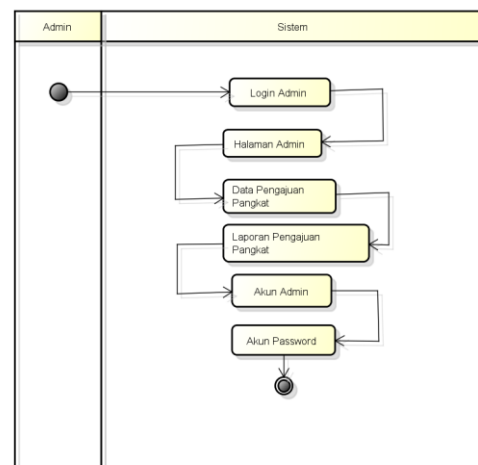 Admin
Sistem
Login Admin
Halaman Admin
Data Pengajuan
Pangkat
Laporan Pengajuan
Pangkat
Akun Admin
Akun Password